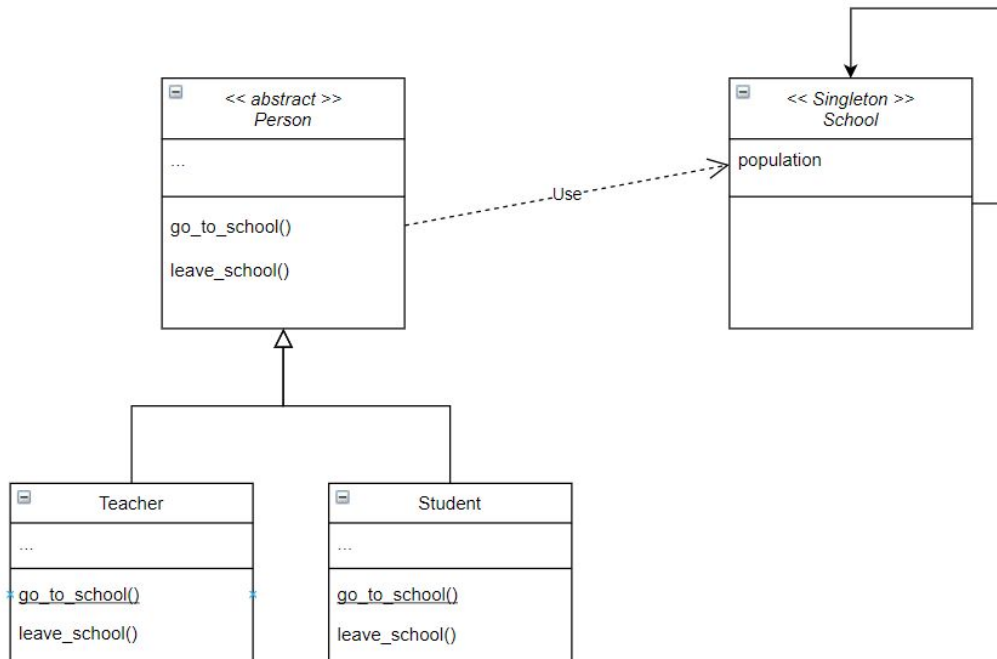 << abstract >>
Person
...
go_to_school()
leave_school()
Use
<< Singleton >>
School
population
Teacher
...
go_to_school()
leave_school()
Student
...
go_to_school()
leave_school()